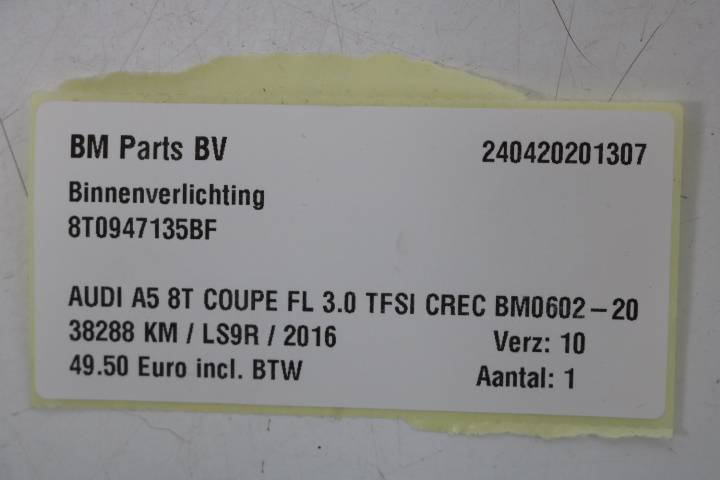 BM Parts BV 240420201307
Binnenverlichting
8T0947135BF
AUDI A5 8T COUPE FL 3.0 TFSI CREC BM0602-20
38288 KM / LS9R / 2016 Verz: 10
49.50 Euro incl. BTW Aantal: 1